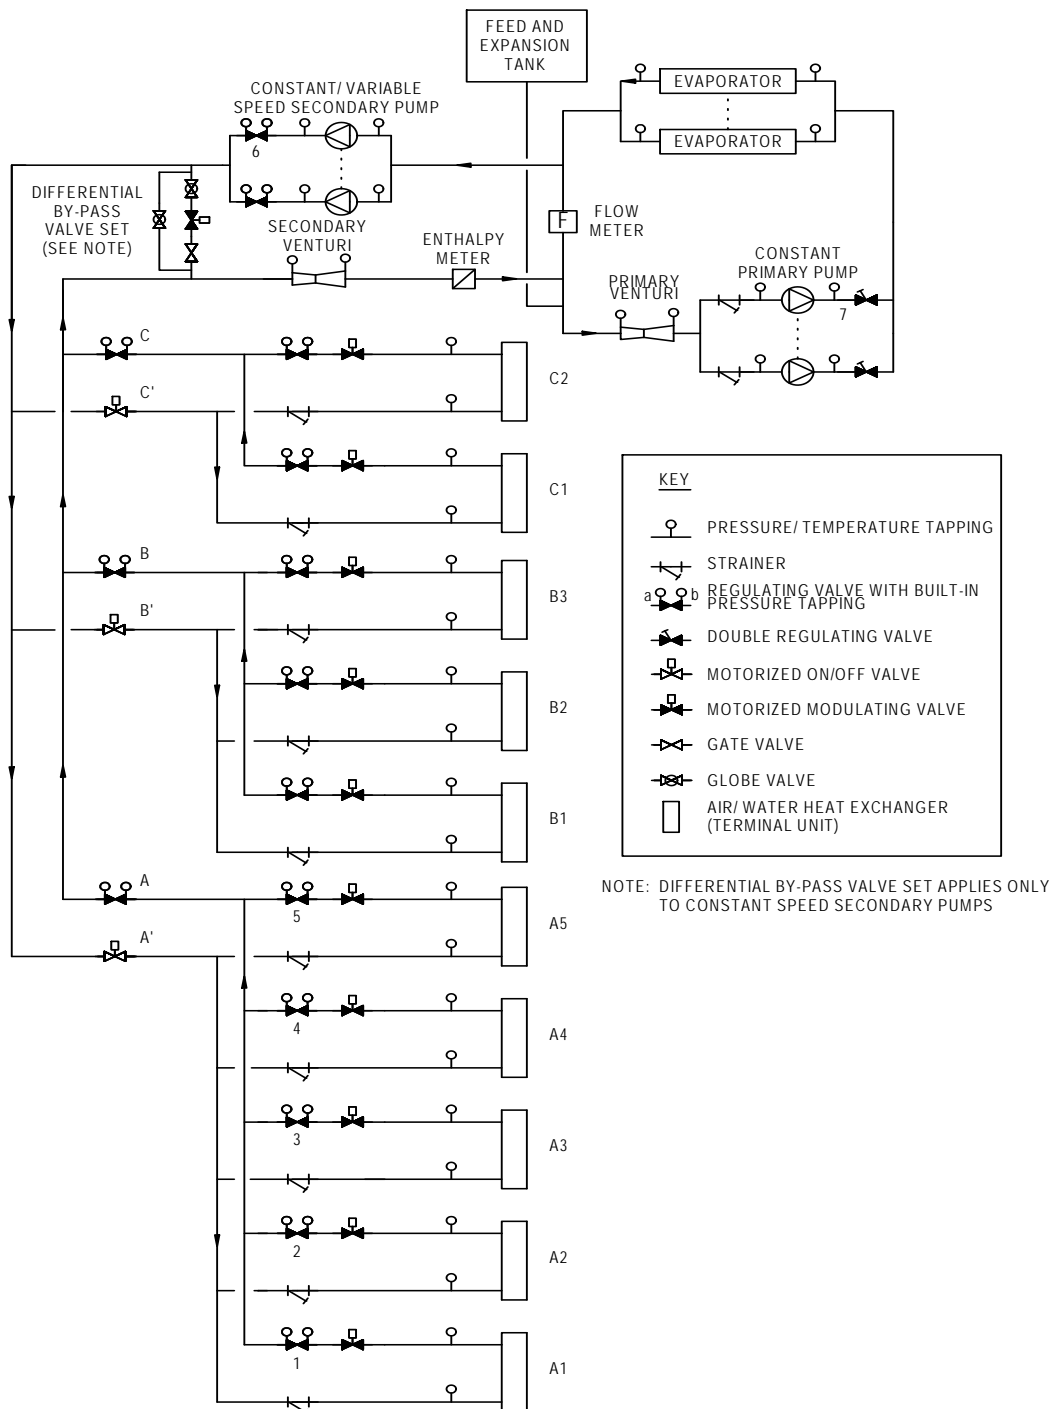 FEED AND
EXPANSION
TANK
CONSTANT/ VARIABLE
SPEED SECONDARY PUMP
EVAPORATOR
EVAPORATOR
6
DIFFERENTIAL
BY-PASS
VALVE SET
(SEE NOTE)
SECONDARY
VENTURI
ENTHALPY
METER
F
FLOW
METER
PRIMARY
VENTURI
CONSTANT
PRIMARY PUMP
7
C
C2
C'
C1
B
B3
B'
B2
B1
A
5
A5
A'
4
A4
3
A3
2
A2
1
A1
KEY
PRESSURE/ TEMPERATURE TAPPING
STRAINER
a b REGULATING VALVE WITH BUILT-IN
PRESSURE TAPPING
DOUBLE REGULATING VALVE
MOTORIZED ON/OFF VALVE
MOTORIZED MODULATING VALVE
GATE VALVE
GLOBE VALVE
AIR/ WATER HEAT EXCHANGER
(TERMINAL UNIT)
NOTE: DIFFERENTIAL BY-PASS VALVE SET APPLIES ONLY
TO CONSTANT SPEED SECONDARY PUMPS